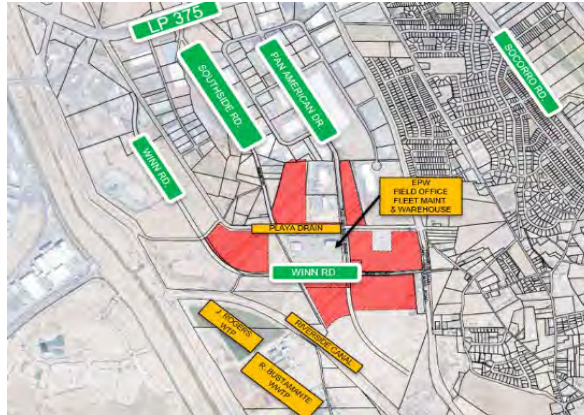 LP 375
SOUTHSIDE RD.
PAN AMERICAN DR.
SOCORRO RD.
WINN RD.
EPW
FIELD OFFICE
FLEET MAINT
& WAREHOUSE
PLAYA DRAIN
WINN RD
J. ROGERS
WTP
RIVERSIDE CANAL
R. BUSTAMANTE
WWTP